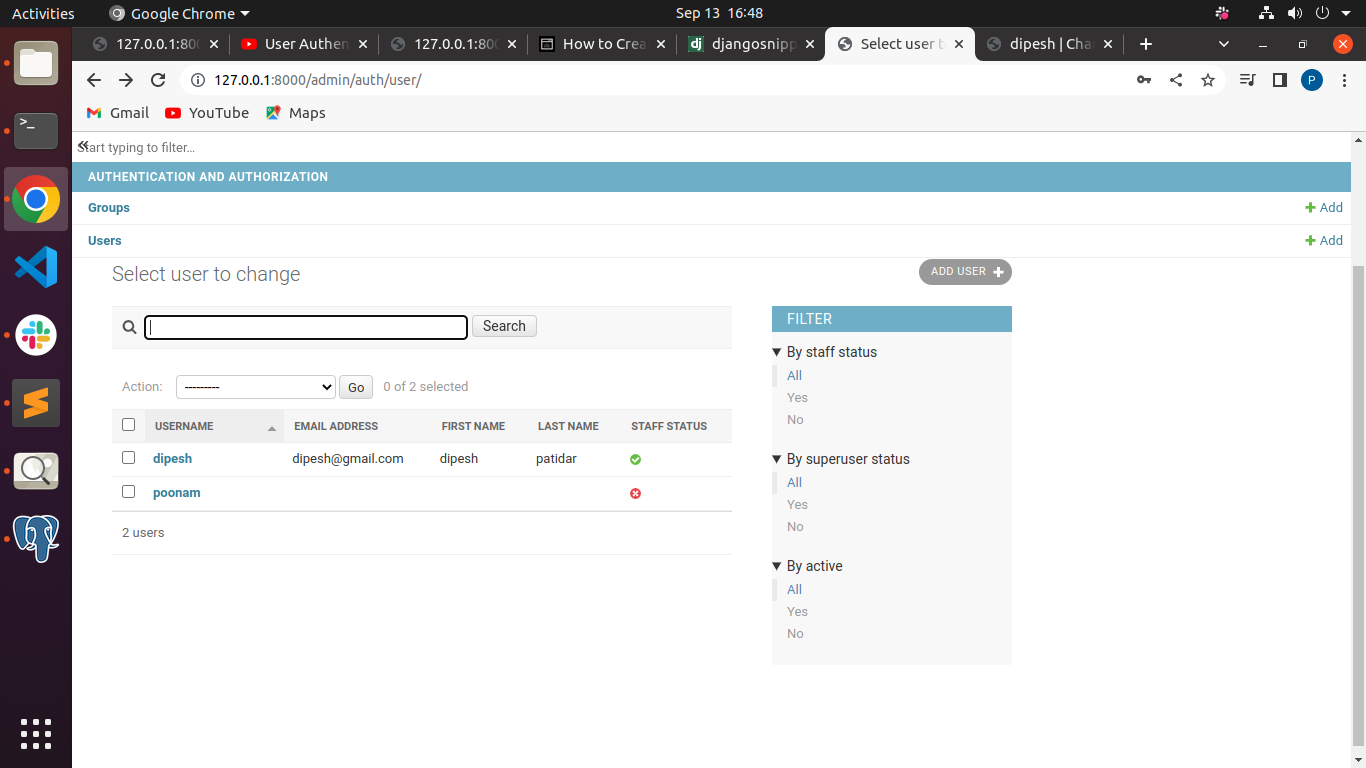 Activities Google Chrome Sep 13 16:48
127.0.0.1:800 User Authen 127.0.0.1:800 How to Crea djangosnipp Select user t dipesh | Cha
127.0.0.1:8000/admin/auth/user/ P
Gmail YouTube Maps
Start typing to filter...
AUTHENTICATION AND AUTHORIZATION
Groups Add
Users Add
Select user to change ADD USER
Search
FILTER
By staff status
All
Yes
No
By superuser status
All
Yes
No
By active
All
Yes
No
Action: --------- Go 0 of 2 selected
USERNAME EMAIL ADDRESS FIRST NAME LAST NAME STAFF STATUS
dipesh dipesh@gmail.com dipesh patidar
poonam
2 users